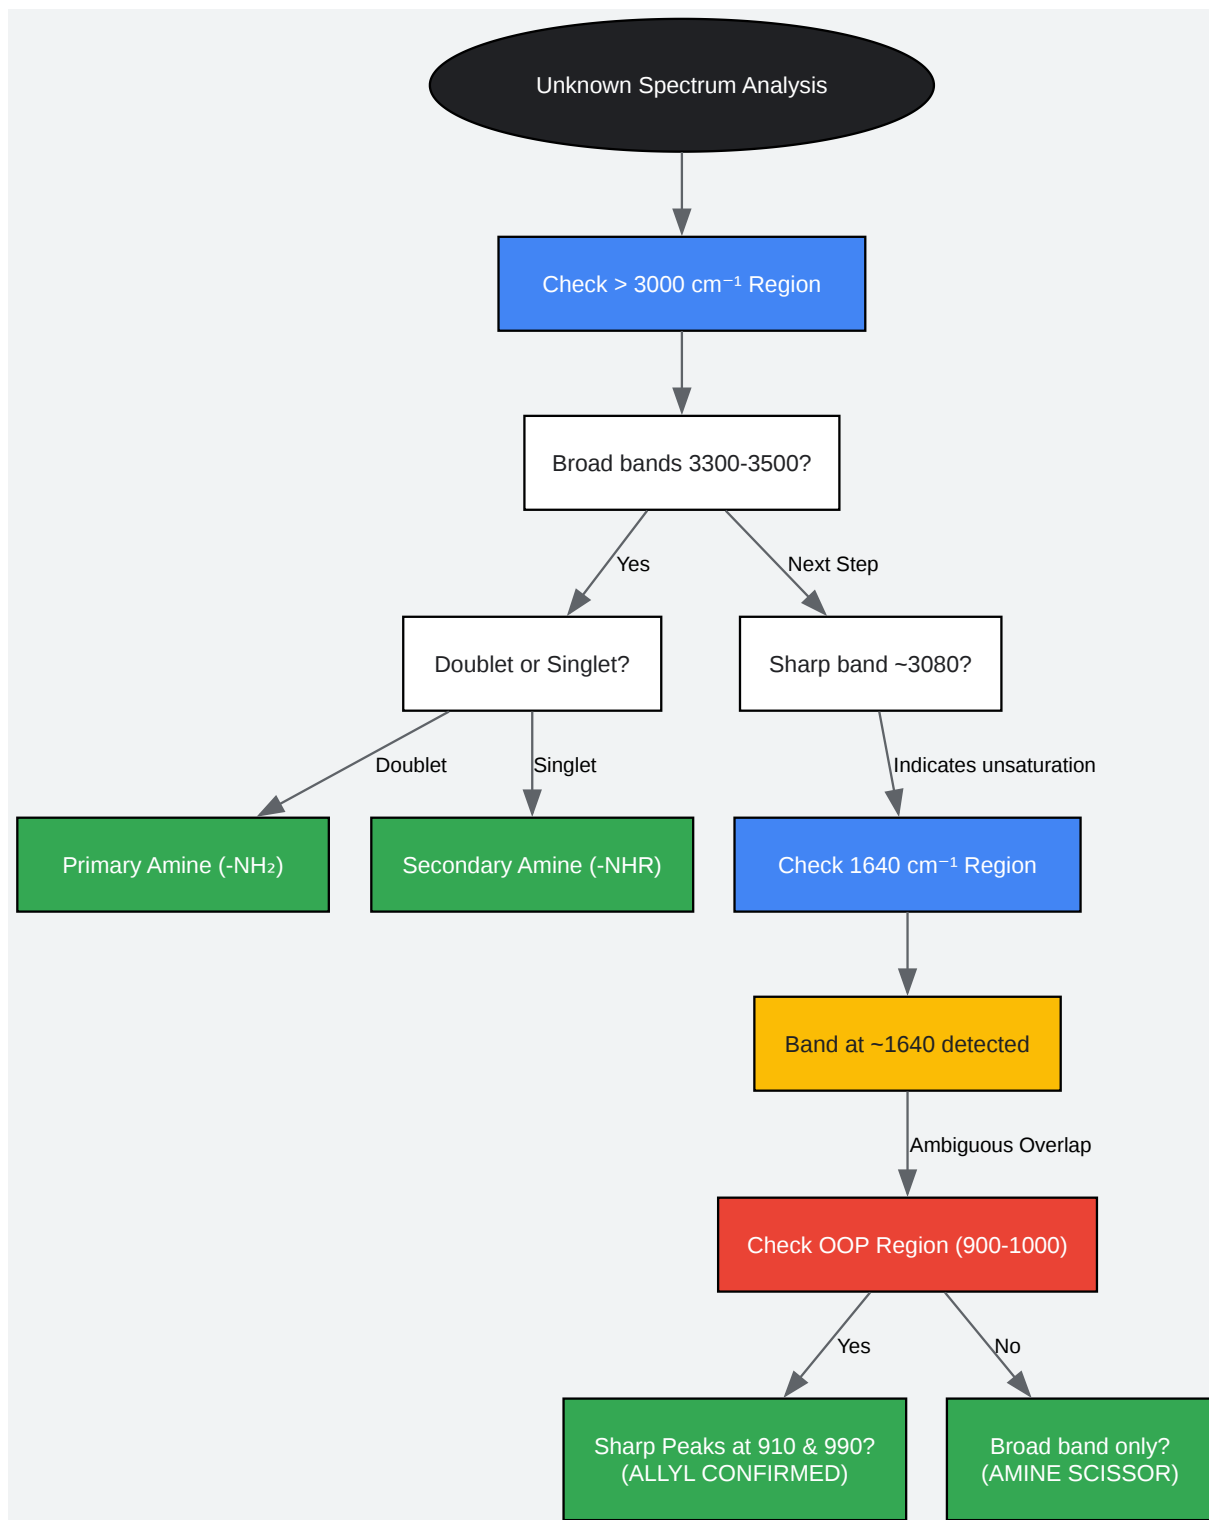 Unknown Spectrum Analysis
Check > 3000 cm⁻¹ Region
Broad bands 3300-3500?
Yes
Next Step
Doublet or Singlet?
Sharp band ~3080?
Doublet
Singlet
Indicates unsaturation
Primary Amine (-NH₂)
Secondary Amine (-NHR)
Check 1640 cm⁻¹ Region
Band at ~1640 detected
Ambiguous Overlap
Check OOP Region (900-1000)
Yes
No
Sharp Peaks at 910 & 990?
(ALLYL CONFIRMED)
Broad band only?
(AMINE SCISSOR)